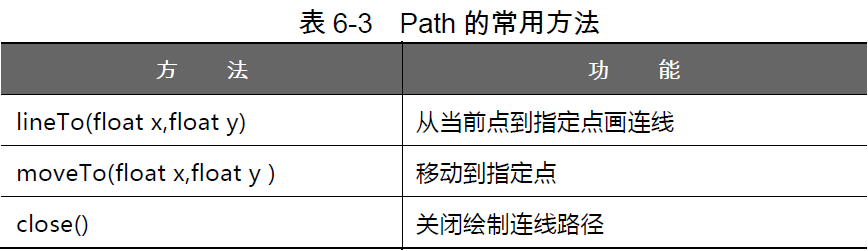 表 6-3 Path 的常用方法
方 法 功 能
lineTo(float x,float y) 从当前点到指定点画连线
moveTo(float x,float y ) 移动到指定点
close() 关闭绘制连线路径